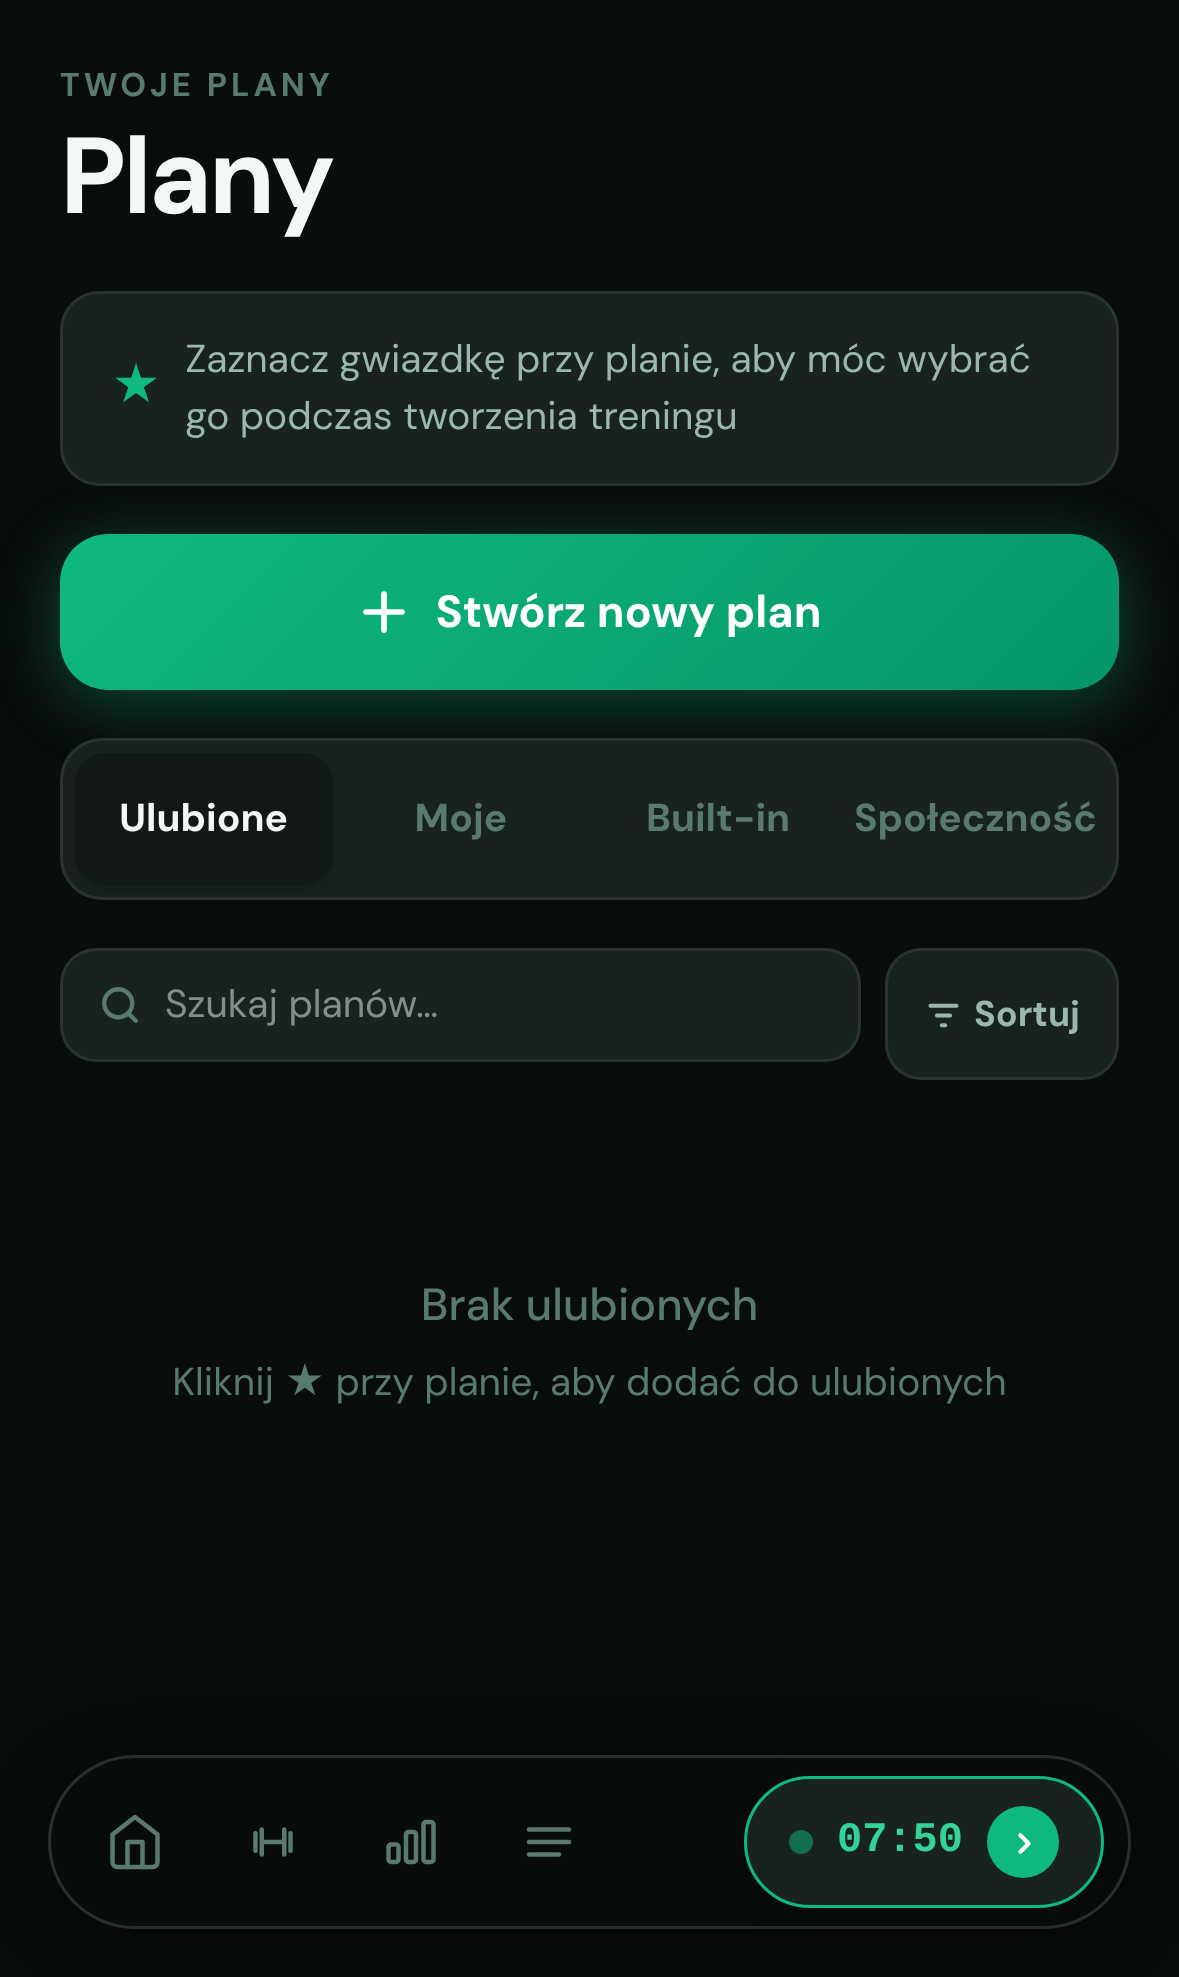 TWOJE PLANY
Plany
★ Zaznacz gwiazdkę przy planie, aby móc wybrać
go podczas tworzenia treningu
Stwórz nowy plan
Ulubione Moje Built-in Społeczność
Szukaj planów... Sortuj
Brak ulubionych
Kliknij ★ przy planie, aby dodać do ulubionych
07:50